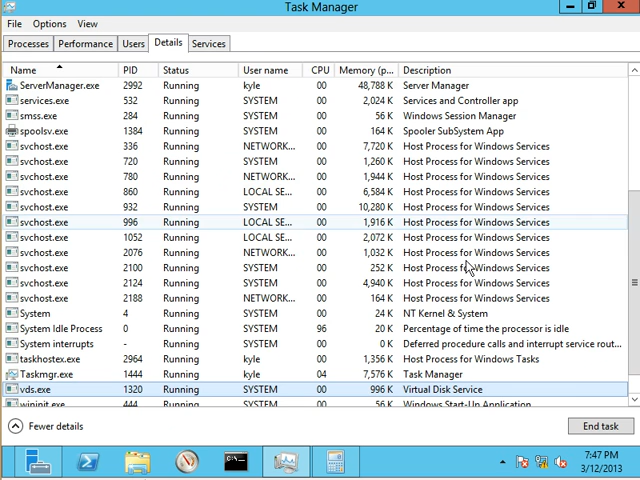 Task Manager
File Options View
Processes Performance Users Details Services
Name PID Status User name CPU Memory (p... Description
ServerManager.exe 2992 Running kyle 00 48,788 K Server Manager
services.exe 532 Running SYSTEM 00 2,024 K Services and Controller app
smss.exe 284 Running SYSTEM 00 56 K Windows Session Manager
spoolsv.exe 1384 Running SYSTEM 00 164 K Spooler SubSystem App
svchost.exe 336 Running NETWORK... 00 7,720 K Host Process for Windows Services
svchost.exe 720 Running SYSTEM 00 1,260 K Host Process for Windows Services
svchost.exe 780 Running NETWORK... 00 1,944 K Host Process for Windows Services
svchost.exe 860 Running LOCAL SE... 00 6,584 K Host Process for Windows Services
svchost.exe 932 Running SYSTEM 00 10,280 K Host Process for Windows Services
svchost.exe 996 Running LOCAL SE... 00 1,916 K Host Process for Windows Services
svchost.exe 1052 Running LOCAL SE... 00 2,072 K Host Process for Windows Services
svchost.exe 2076 Running NETWORK... 00 1,032 K Host Process for Windows Services
svchost.exe 2100 Running SYSTEM 00 252 K Host Process for Windows Services
svchost.exe 2124 Running SYSTEM 00 4,940 K Host Process for Windows Services
svchost.exe 2188 Running NETWORK... 00 164 K Host Process for Windows Services
System 4 Running SYSTEM 00 24 K NT Kernel & System
System Idle Process 0 Running SYSTEM 96 20 K Percentage of time the processor is idle
System interrupts - Running SYSTEM 00 0 K Deferred procedure calls and interrupt service rout...
taskhostex.exe 2964 Running kyle 00 1,356 K Host Process for Windows Tasks
Taskmgr.exe 1444 Running kyle 04 7,576 K Task Manager
vds.exe 1320 Running SYSTEM 00 996 K Virtual Disk Service
wininit.exe 444 Running SYSTEM 00 56 K Windows Start-Up Application
Fewer details End task
7:47 PM
3/12/2013